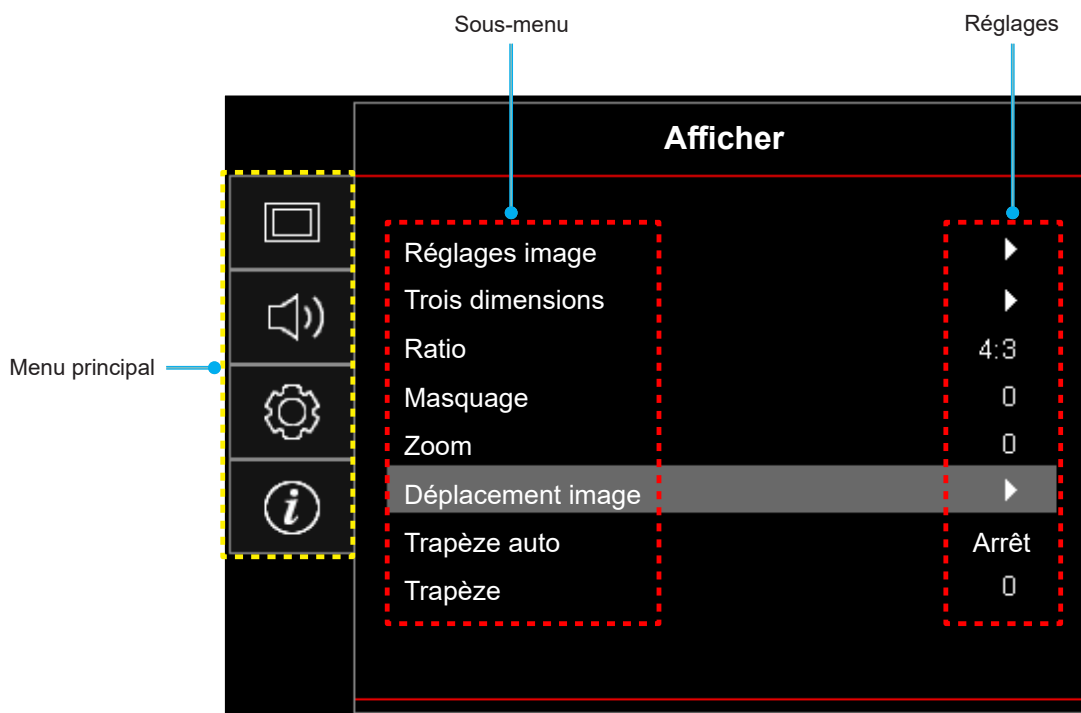 Sous-menu Réglages
Afficher
Menu principal
Réglages image
Trois dimensions
Ratio 4:3
Masquage 0
Zoom 0
Déplacement image
Trapèze auto Arrêt
Trapèze 0
i